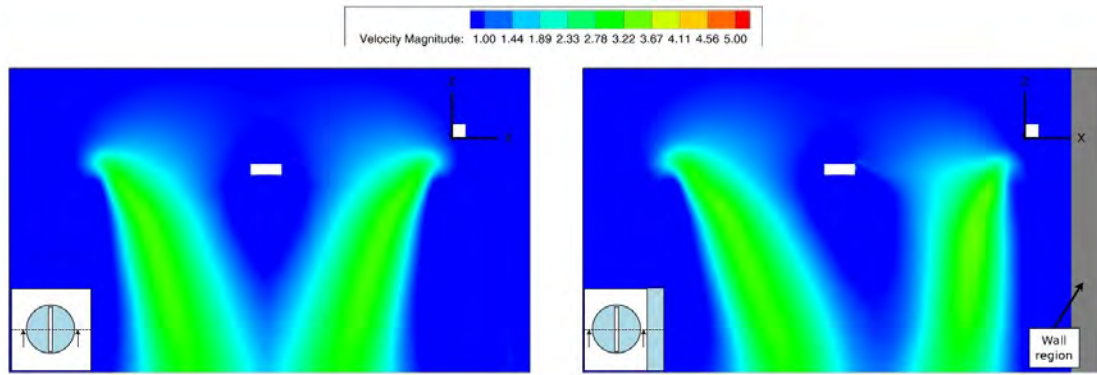 Velocity Magnitude: 1.00 1.44 1.89 2.33 2.78 3.22 3.67 4.11 4.56 5.00
Z
X
Wall
region